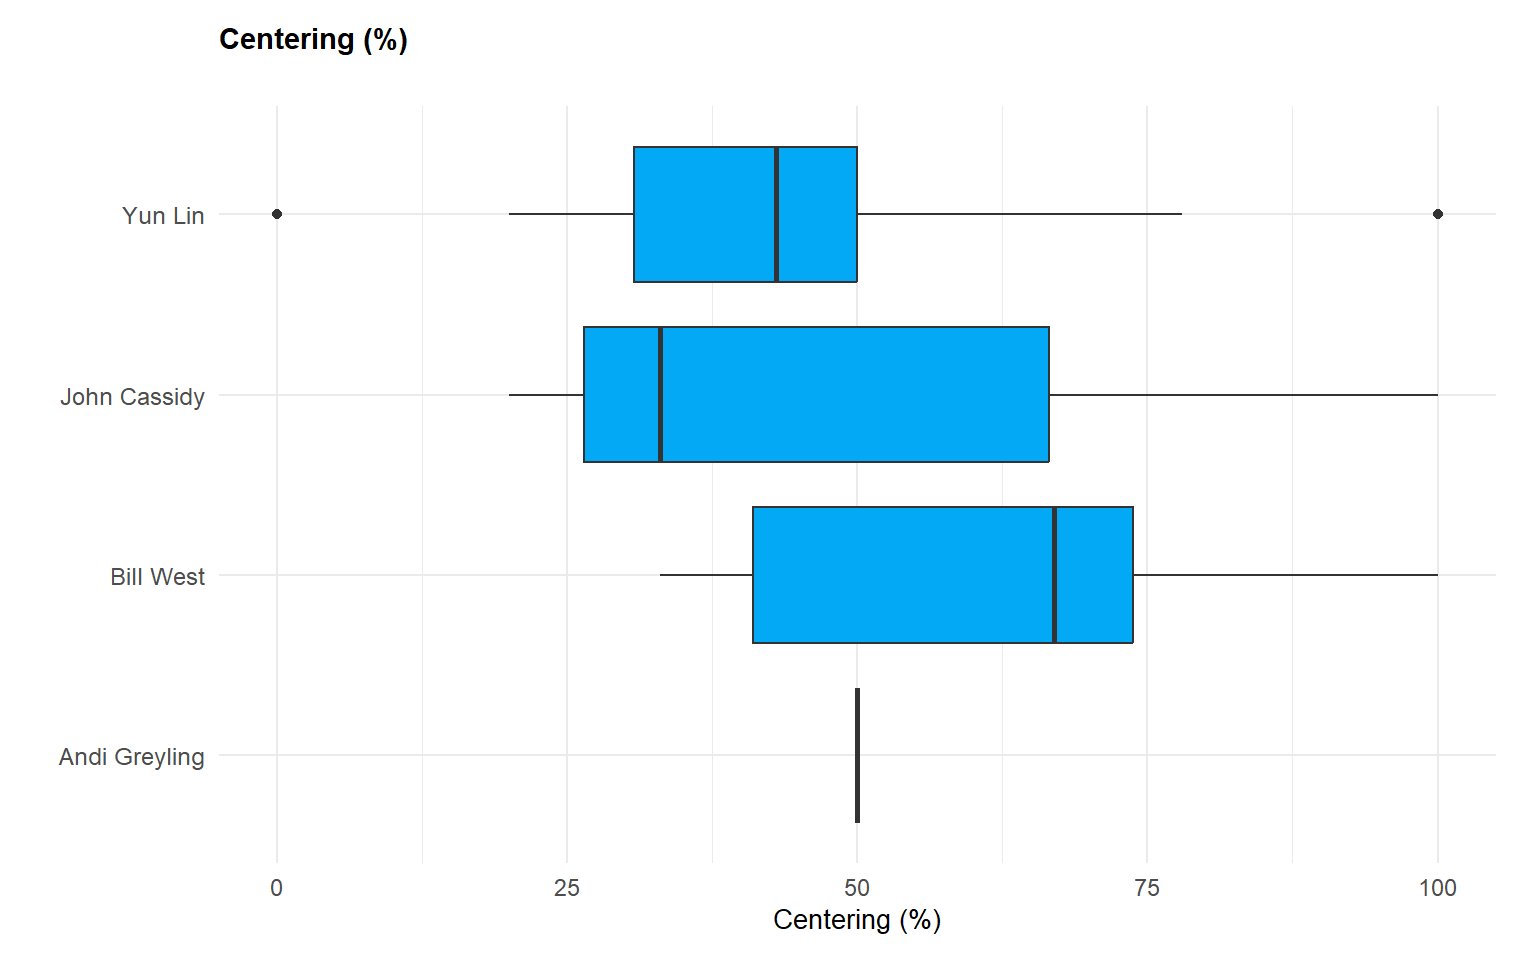 Centering (%)
Yun Lin
John Cassidy
Bill West
Andi Greyling
0 25 50 75 100
Centering (%)